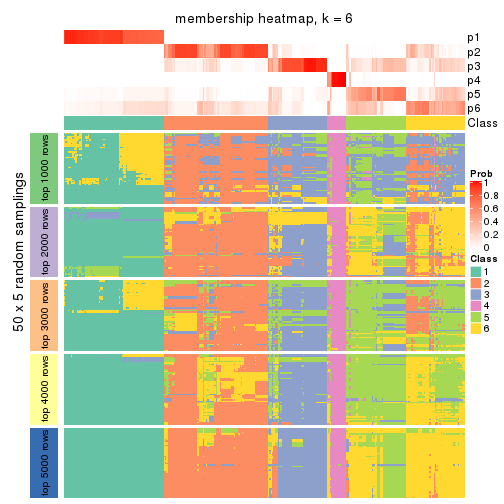 membership heatmap, k = 6
p1
p2
p3
p4
p5
p6
Class
50 x 5 random samplings
top 1000 rows
top 2000 rows
top 3000 rows
top 4000 rows
top 5000 rows
Prob
1
0.8
0.6
0.4
0.2
0
Class
1
2
3
4
5
6